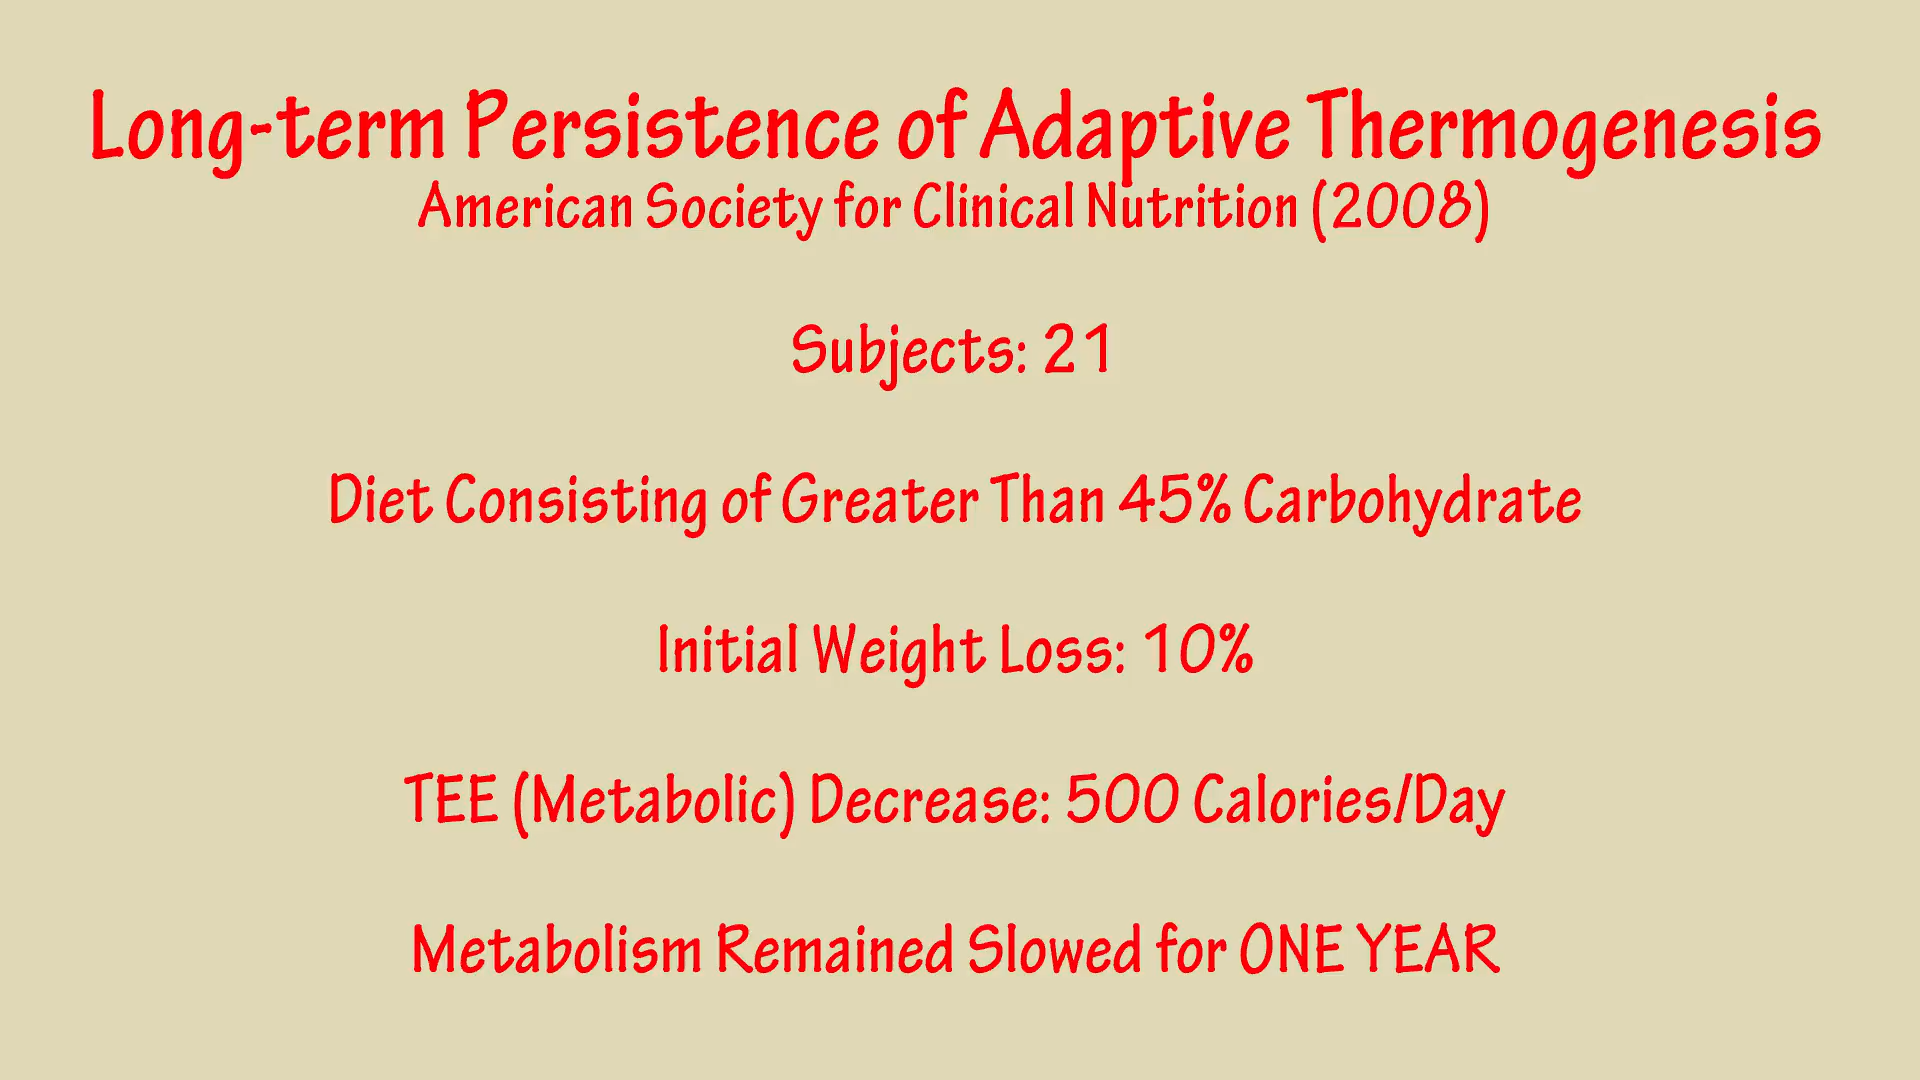 Long-term Persistence of Adaptive Thermogenesis
American Society for Clinical Nutrition (2008)
Subjects: 21
Diet Consisting of Greater Than 45% Carbohydrate
Initial Weight Loss: 10%
TEE (Metabolic) Decrease: 500 Calories/Day
Metabolism Remained Slowed for ONE YEAR